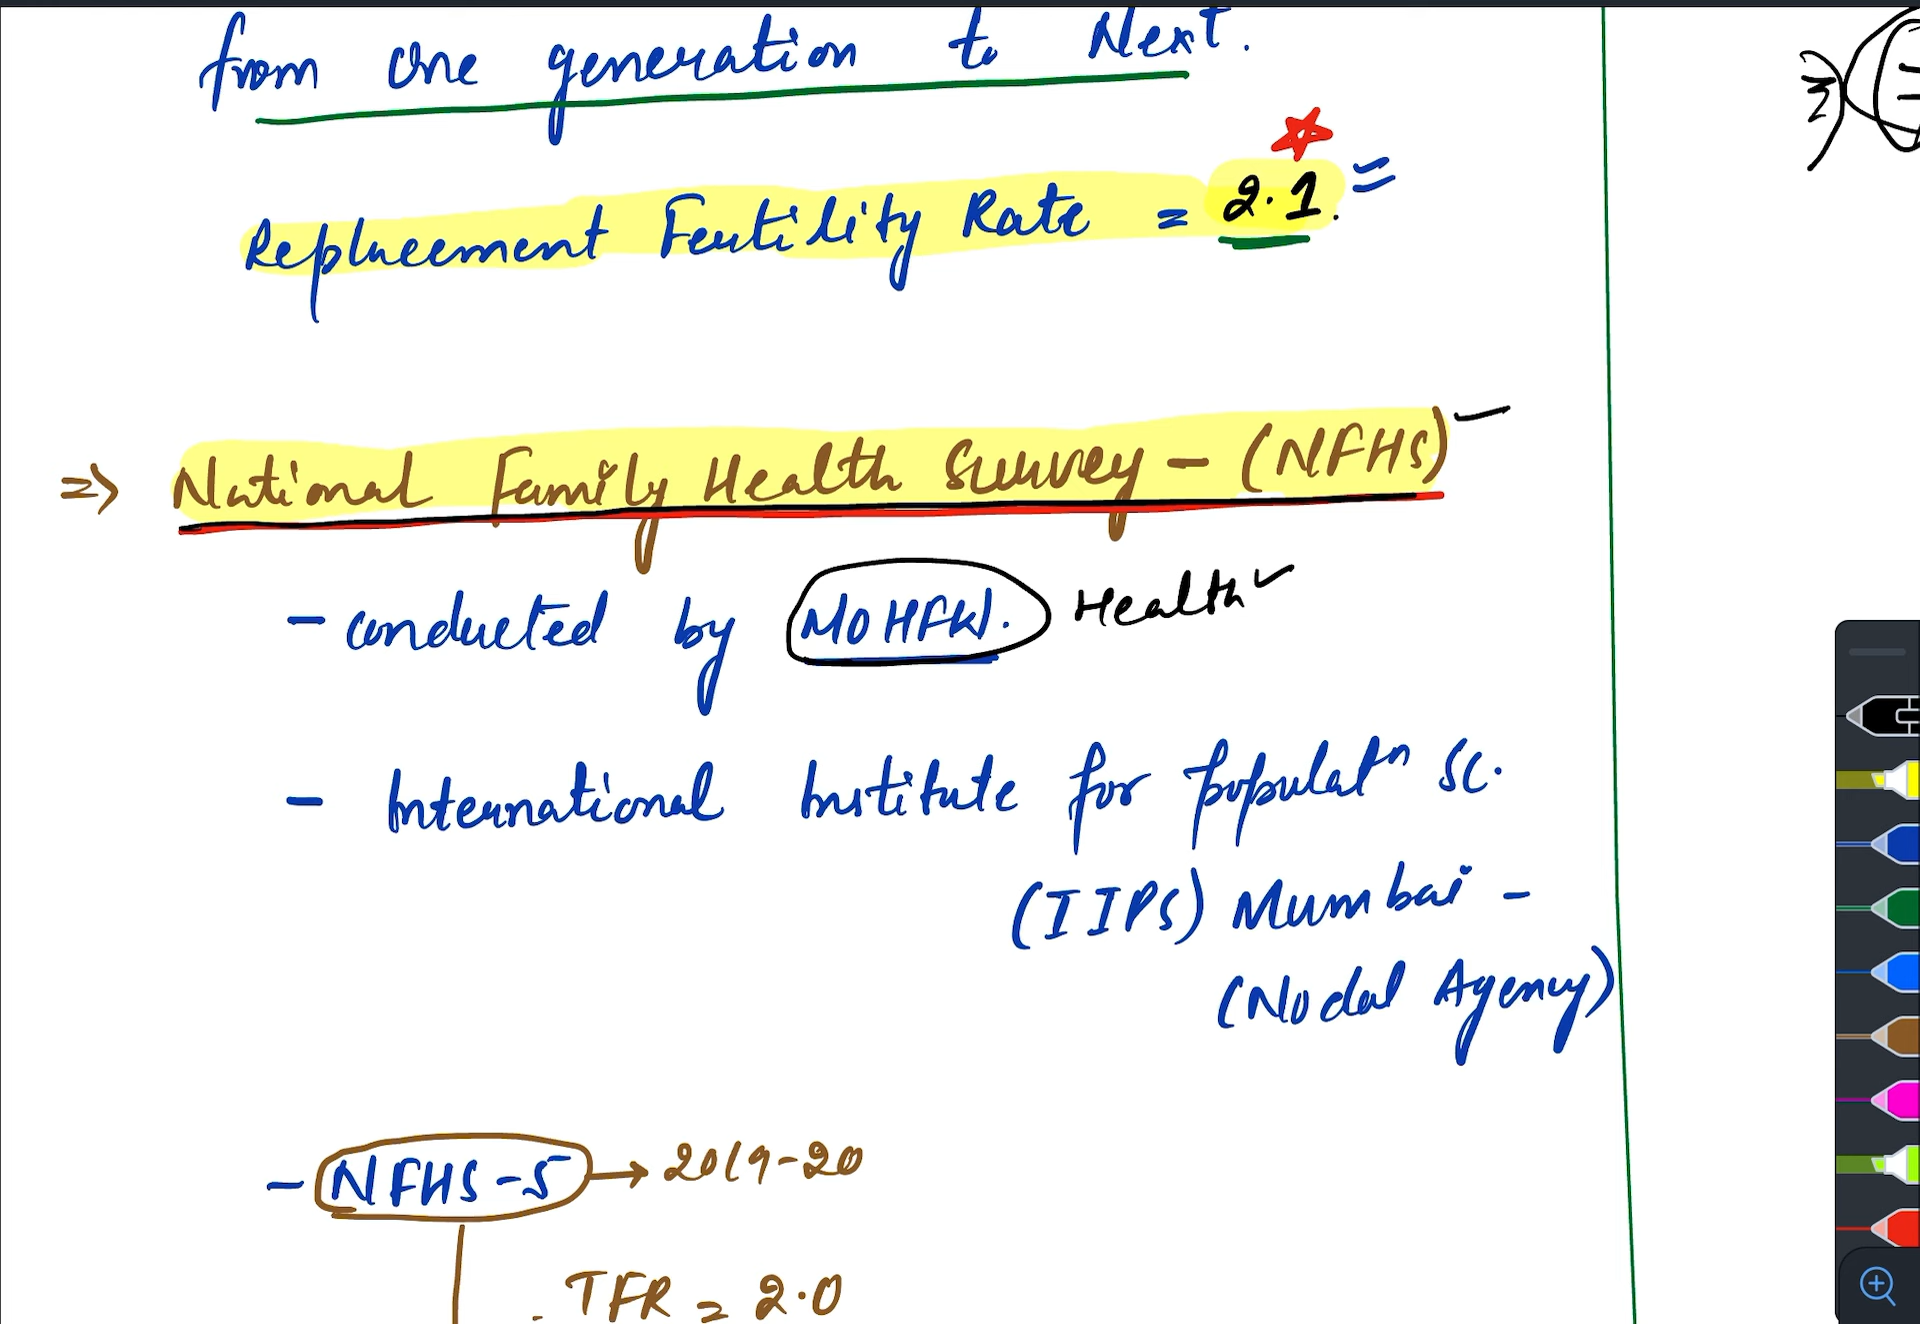 from one generation to Next.
Replacement Fertility Rate = 2.1.
=> National Family Health Survey - (NFHS)
- conducted by MOHFW. Health
- International Institute for populatn sc.
(IIPS) Mumbai -
(Nodal Agency)
- NFHS-5 → 2019-20
. TFR = 2.0